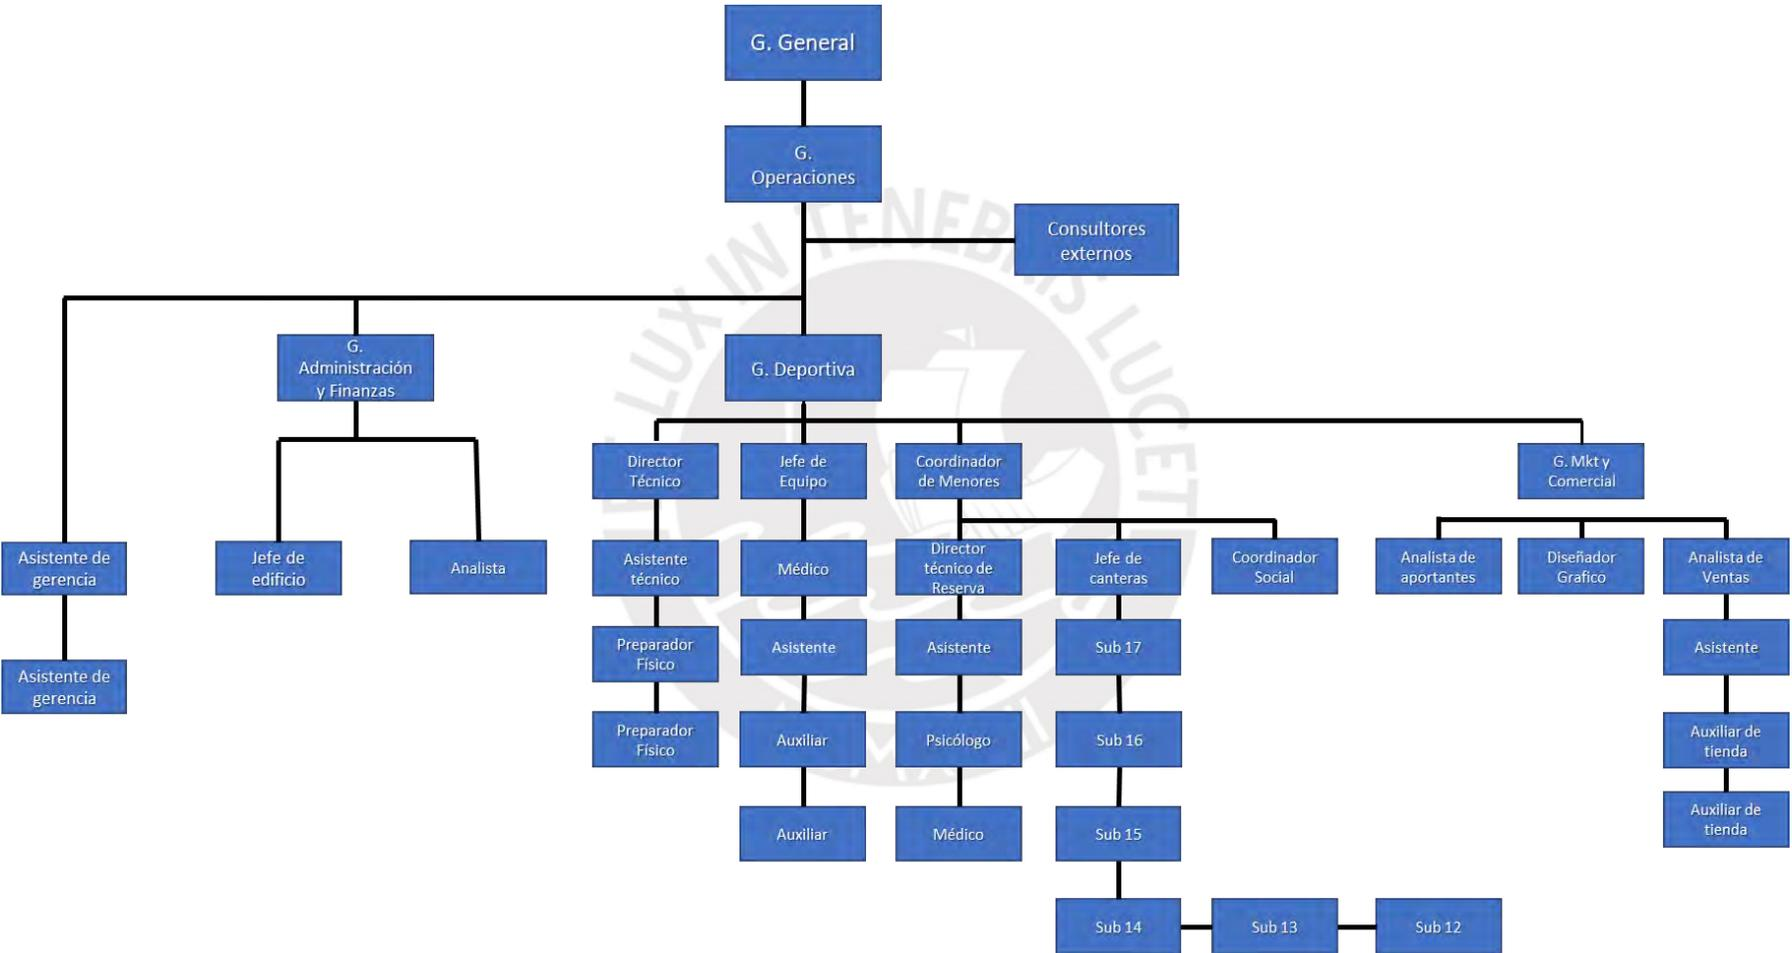 G. General
G.
Operaciones
Consultores
externos
G.
Administración
y Finanzas
G. Deportiva
Director
Técnico
Jefe de
Equipo
Coordinador
de Menores
G. Mkt y
Comercial
Asistente de
gerencia
Jefe de
edificio
Analista
Asistente
técnico
Médico
Director
técnico de
Reserva
Jefe de
canteras
Coordinador
Social
Analista de
aportantes
Diseñador
Grafico
Analista de
Ventas
Asistente de
gerencia
Preparador
Físico
Asistente
Asistente
Sub 17
Asistente
Preparador
Físico
Auxiliar
Psicólogo
Sub 16
Auxiliar de
tienda
Auxiliar
Médico
Sub 15
Auxiliar de
tienda
Sub 14
Sub 13
Sub 12
LUX IN TENEBRIS LUCET